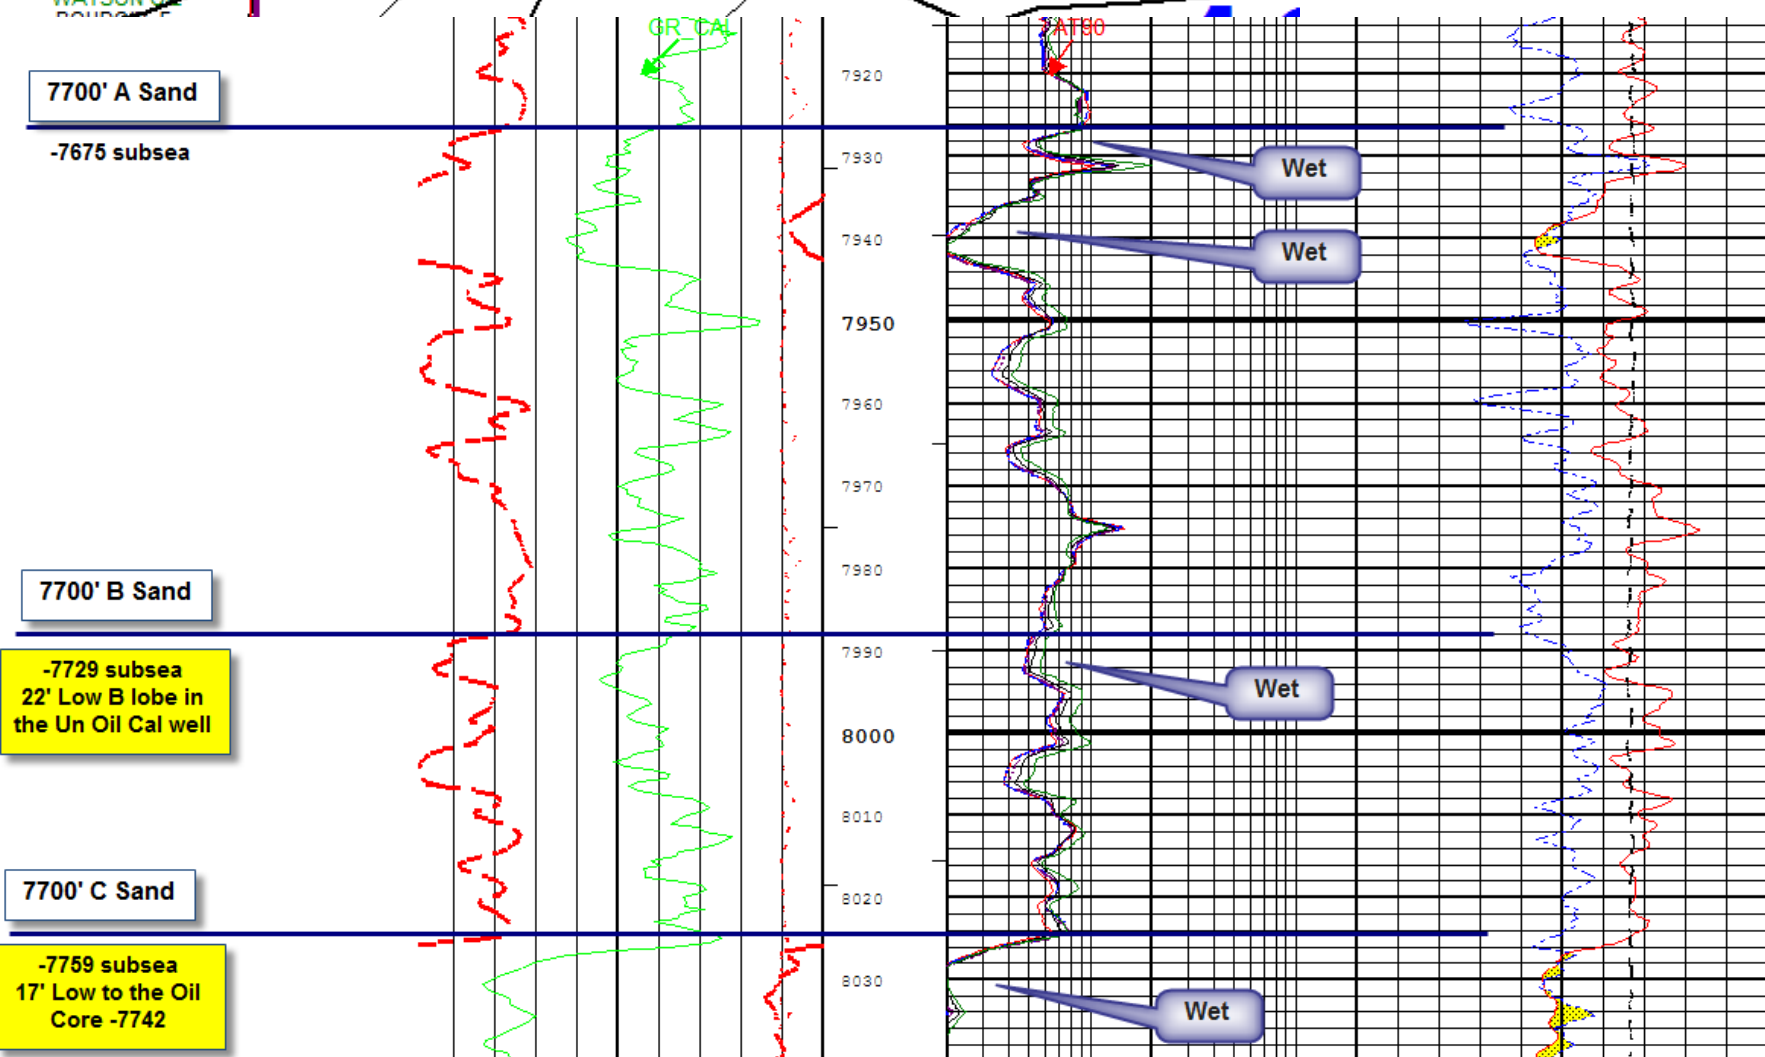 WATSON
GR_CAL
AT90
7920
7700' A Sand
-7675 subsea
7930
Wet
7940
Wet
7950
7960
7970
7980
7700' B Sand
7990
-7729 subsea
22' Low B lobe in
the Un Oil Cal well
Wet
8000
8010
7700' C Sand
8020
-7759 subsea
17' Low to the Oil
Core -7742
8030
Wet